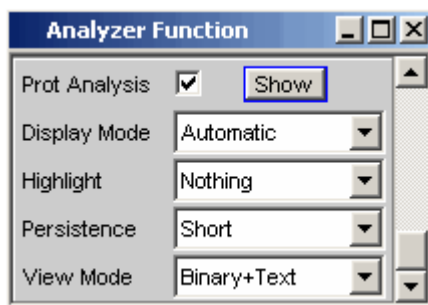 Analyzer Function
Prot Analysis Show
Display Mode Automatic
Highlight Nothing
Persistence Short
View Mode Binary+Text